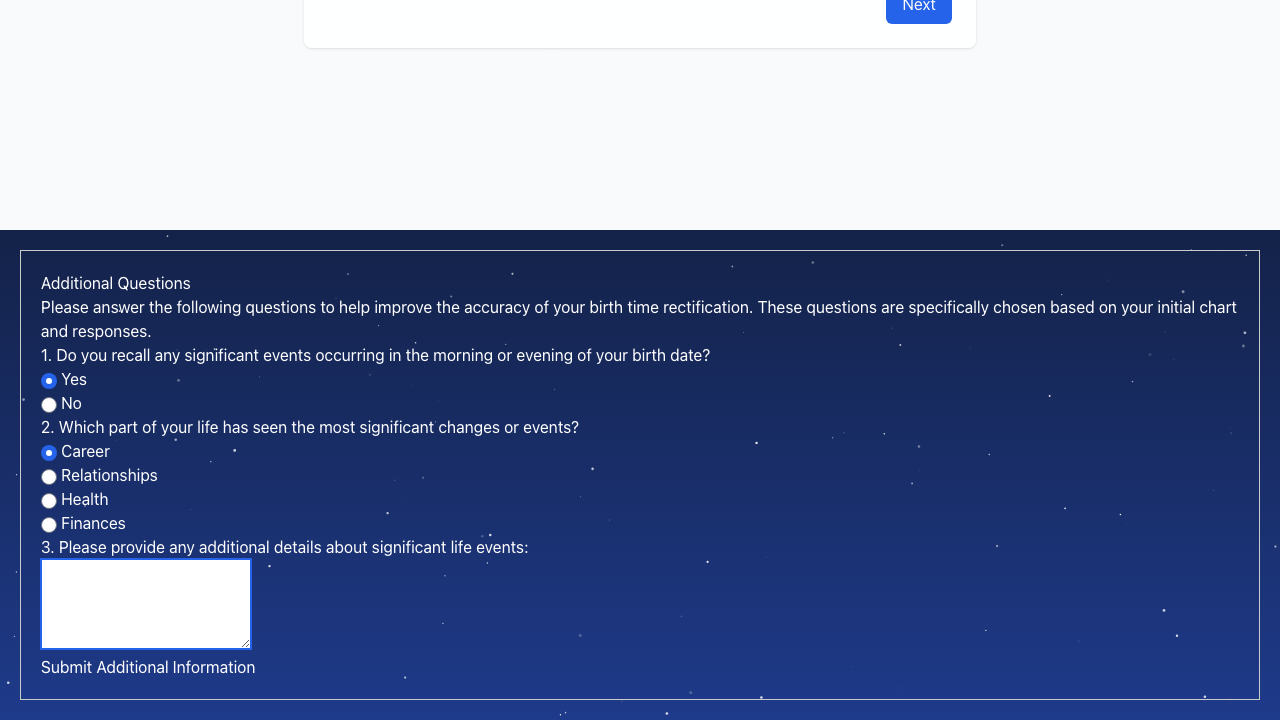 Next
Additional Questions
Please answer the following questions to help improve the accuracy of your birth time rectification. These questions are specifically chosen based on your initial chart
and responses.
1. Do you recall any significant events occurring in the morning or evening of your birth date?
Yes
No
2. Which part of your life has seen the most significant changes or events?
Career
Relationships
Health
Finances
3. Please provide any additional details about significant life events:
Submit Additional Information